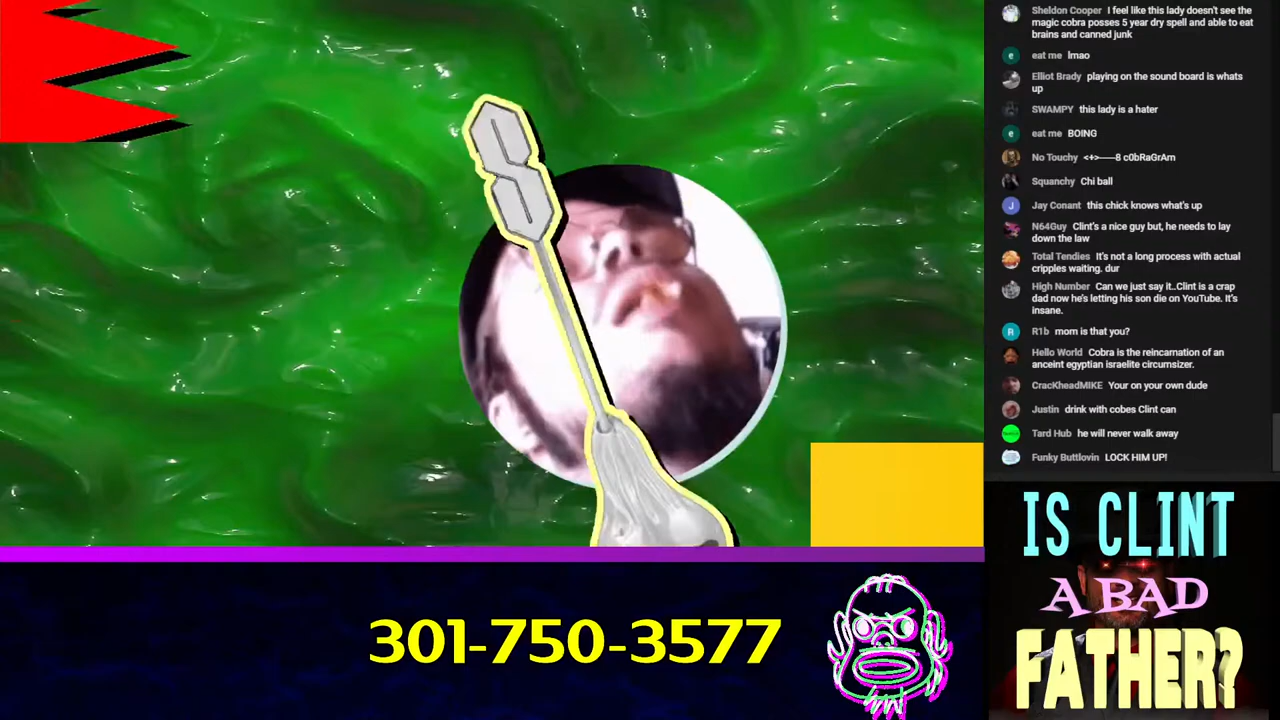 Sheldon Cooper I feel like this lady doesn't see the
magic cobra posses 5 year dry spell and able to eat
brains and canned junk
e eat me lmao
Elliot Brady playing on the sound board is whats
up
SWAMPY this lady is a hater
e eat me BOING
No Touchy <+>-----8 c0bRaGrAm
Squanchy Chi ball
J Jay Conant this chick knows what's up
N64Guy Clint's a nice guy but, he needs to lay
down the law
Total Tendies It's not a long process with actual
cripples waiting. dur
High Number Can we just say it..Clint is a crap
dad now he's letting his son die on YouTube. It's
insane.
R R1b mom is that you?
Hello World Cobra is the reincarnation of an
anceint egyptian israelite circumsizer.
CracKheadMIKE Your on your own dude
Justin drink with cobes Clint can
Tard Hub he will never walk away
Funky Buttlovin LOCK HIM UP!
IS CLINT
A BAD
FATHER?
301-750-3577